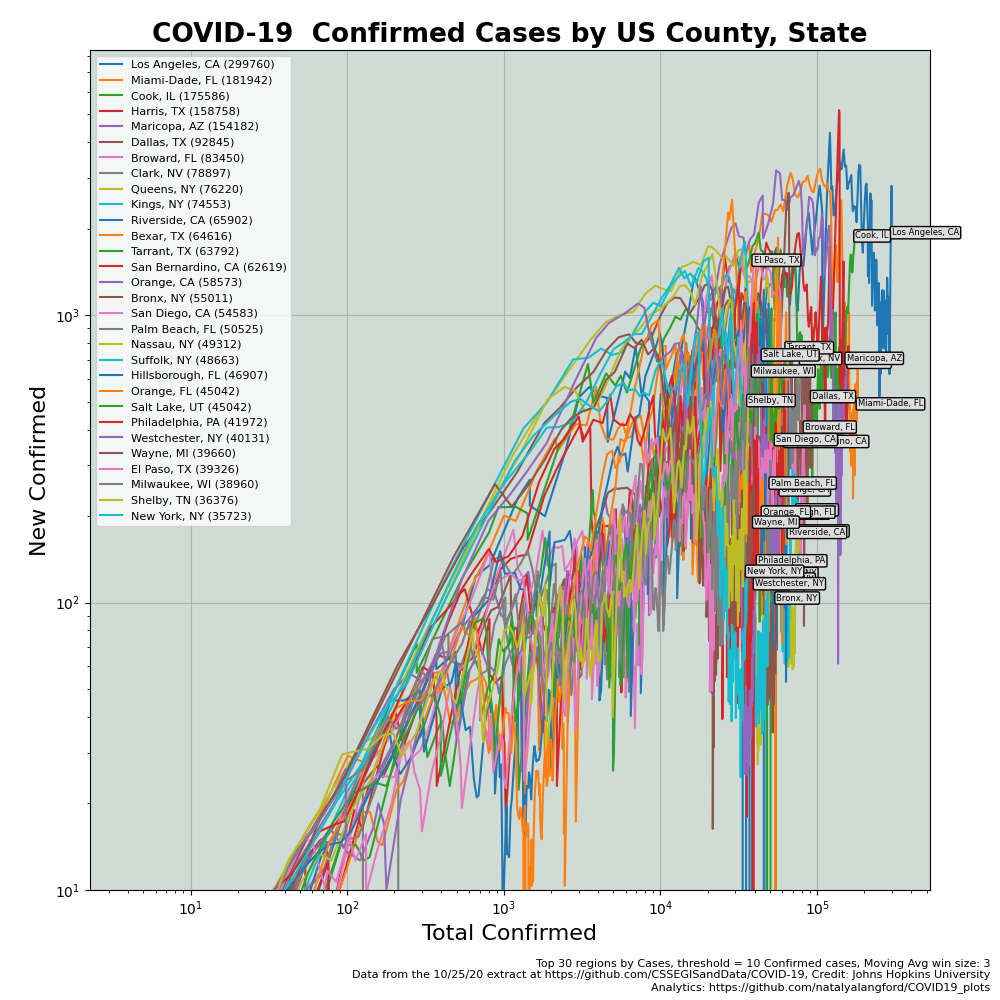 COVID-19 Confirmed Cases by US County, State
Los Angeles, CA (299760)
Miami-Dade, FL (181942)
Cook, IL (175586)
Harris, TX (158758)
Maricopa, AZ (154182)
Dallas, TX (92845)
Broward, FL (83450)
Clark, NV (78897)
Queens, NY (76220)
Kings, NY (74553)
Riverside, CA (65902)
Bexar, TX (64616)
Tarrant, TX (63792)
San Bernardino, CA (62619)
Orange, CA (58573)
Bronx, NY (55011)
San Diego, CA (54583)
Palm Beach, FL (50525)
Nassau, NY (49312)
Suffolk, NY (48663)
Hillsborough, FL (46907)
Orange, FL (45042)
Salt Lake, UT (45042)
Philadelphia, PA (41972)
Westchester, NY (40131)
Wayne, MI (39660)
El Paso, TX (39326)
Milwaukee, WI (38960)
Shelby, TN (36376)
New York, NY (35723)
Los Angeles, CA
Cook, IL
El Paso, TX
Tarrant, TX
Salt Lake, UT
NV
Maricopa, AZ
Milwaukee, WI
Dallas, TX
Shelby, TN
Miami-Dade, FL
Broward, FL
San Diego, CA
no, CA
Palm Beach, FL
Orange, CA
Orange, FL
gh, FL
Wayne, MI
Riverside, CA
Philadelphia, PA
New York, NY
Westchester, NY
Bronx, NY
New Confirmed
10³
10²
10¹
10¹
10²
10³
10⁴
10⁵
Total Confirmed
Top 30 regions by Cases, threshold = 10 Confirmed cases, Moving Avg win size: 3
Data from the 10/25/20 extract at https://github.com/CSSEGISandData/COVID-19, Credit: Johns Hopkins University
Analytics: https://github.com/natalyalangford/COVID19_plots